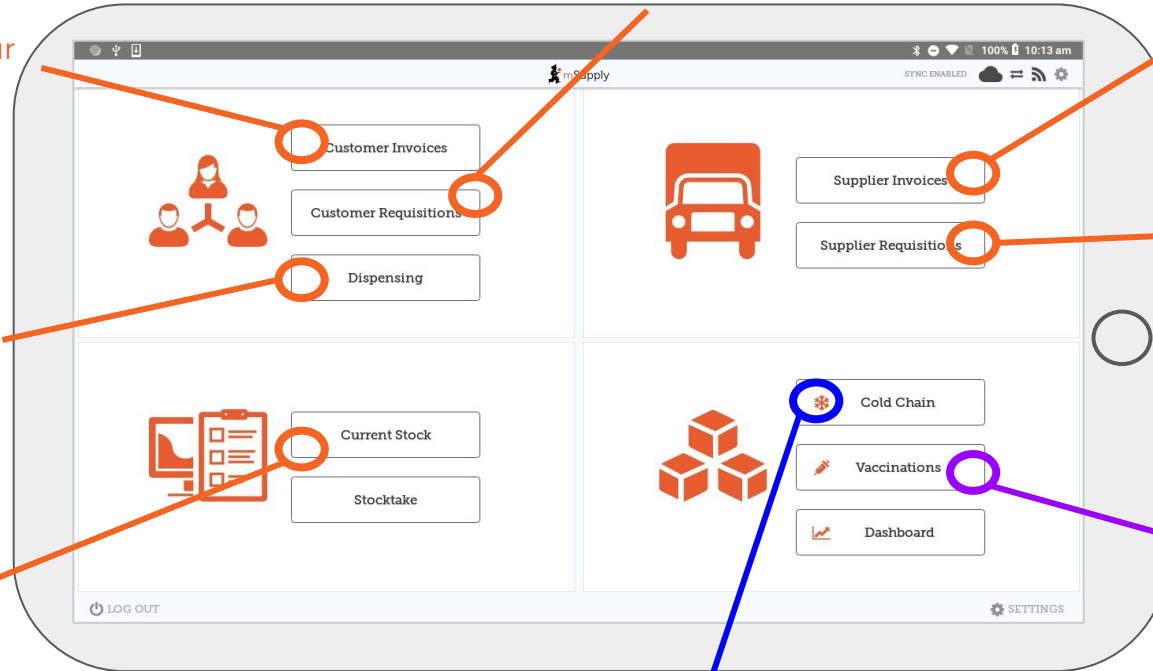 ur
100% 10:13 am
mSupply
SYNC ENABLED
Customer Invoices
Customer Requisitions
Dispensing
Supplier Invoices
Supplier Requisitions
Current Stock
Stocktake
Cold Chain
Vaccinations
Dashboard
LOG OUT
SETTINGS